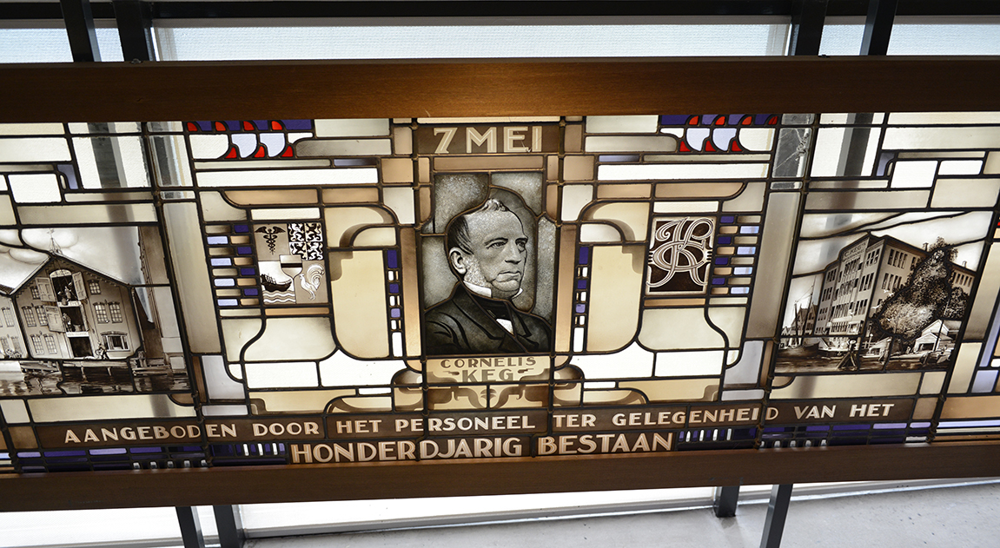 7 MEI
CORNELIS
KEG
AANGEBODEN DOOR HET PERSONEEL TER GELEGENHEID VAN HET
HONDERDJARIG BESTAAN